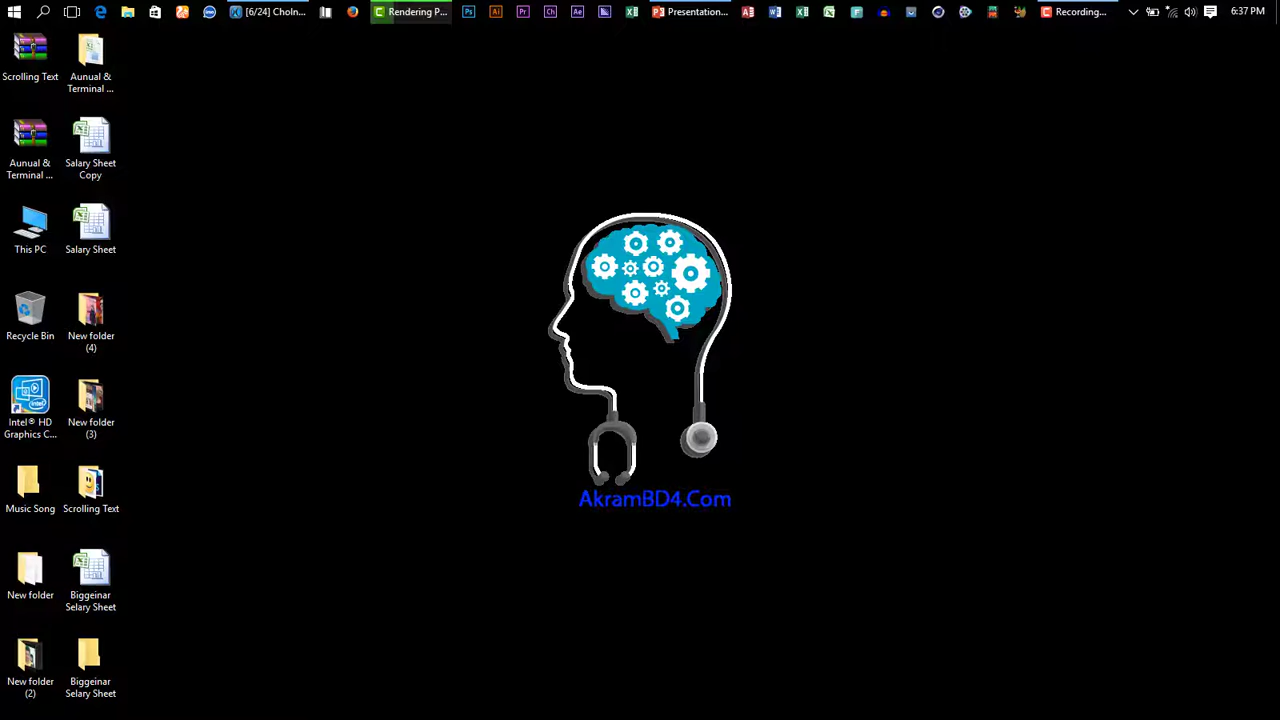 [6/24] Choln...
Rendering P...
Presentation...
Recording...
6:37 PM
Scrolling Text
Aunual &
Terminal ...
Aunual &
Terminal ...
Salary Sheet
Copy
This PC
Salary Sheet
Recycle Bin
New folder
(4)
Intel® HD
Graphics C...
New folder
(3)
Music Song
Scrolling Text
New folder
Biggeinar
Selary Sheet
New folder
(2)
Biggeinar
Selary Sheet
AkramBD4.Com